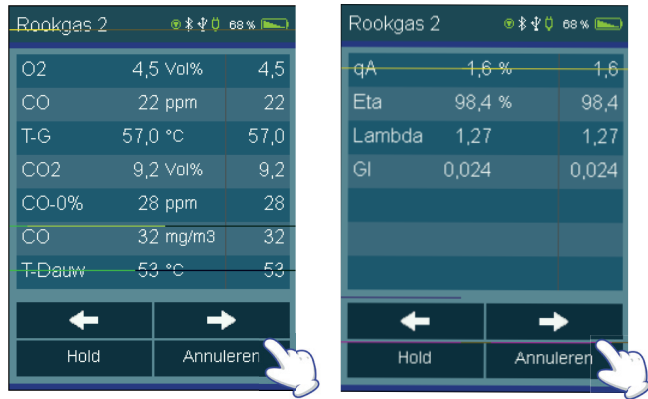 Rookgas 2 68 %
O2 4,5 Vol% 4,5
CO 22 ppm 22
T-G 57,0 °C 57,0
CO2 9,2 Vol% 9,2
CO-0% 28 ppm 28
CO 32 mg/m3 32
T-Dauw 53 °C 53
Hold Annuleren
Rookgas 2 68 %
qA 1,6 % 1,6
Eta 98,4 % 98,4
Lambda 1,27 1,27
GI 0,024 0,024
Hold Annuleren